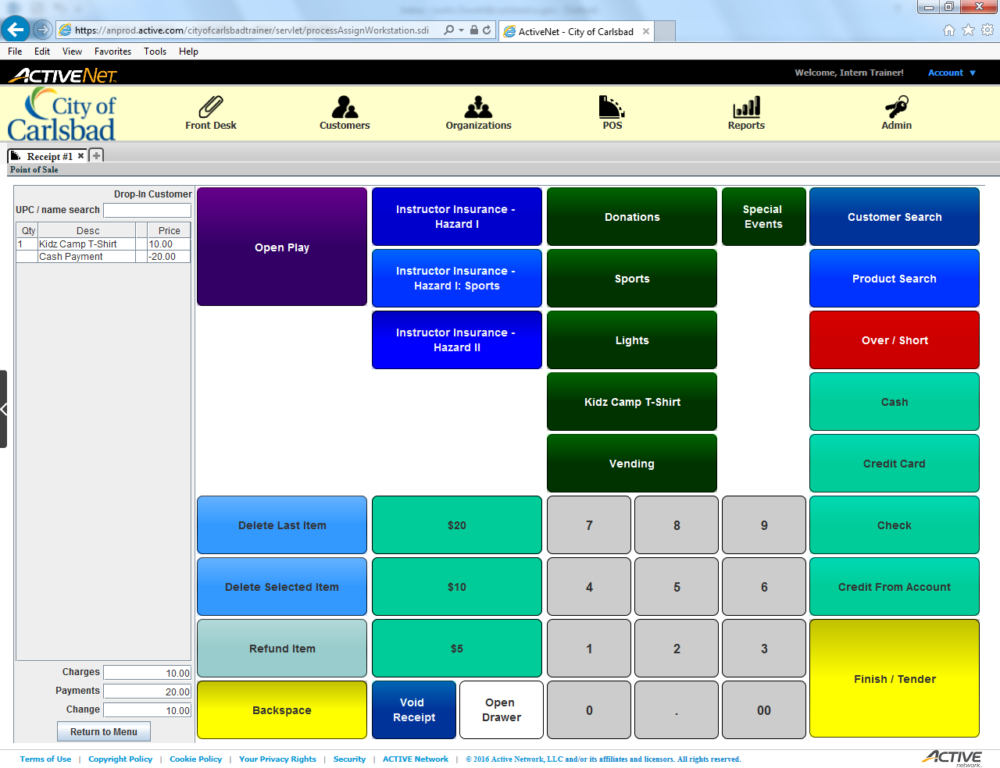 https://anprod.active.com/cityofcarlsbadtrainer/servlet/processAssignWorkstation.sdi
ActiveNet - City of Carlsbad
File Edit View Favorites Tools Help
ACTIVENET
Welcome, Intern Trainer! Account ▼
City of
Carlsbad
Front Desk Customers Organizations POS Reports Admin
Receipt #1
Point of Sale
Drop-In Customer
UPC / name search
Qty Desc Price
1 Kidz Camp T-Shirt 10.00
Cash Payment -20.00
Charges 10.00
Payments 20.00
Change 10.00
Return to Menu
Open Play
Instructor Insurance -
Hazard I
Donations
Special
Events
Customer Search
Instructor Insurance -
Hazard I: Sports
Sports
Product Search
Instructor Insurance -
Hazard II
Lights
Over / Short
Kidz Camp T-Shirt
Cash
Vending
Credit Card
Delete Last Item $20 7 8 9 Check
Delete Selected Item $10 4 5 6 Credit From Account
Refund Item $5 1 2 3
Finish / Tender
Backspace
Void
Receipt
Open
Drawer
0 . 00
Terms of Use | Copyright Policy | Cookie Policy | Your Privacy Rights | Security | ACTIVE Network | © 2016 Active Network, LLC and/or its affiliates and licensors. All rights reserved.
ACTIVE
network